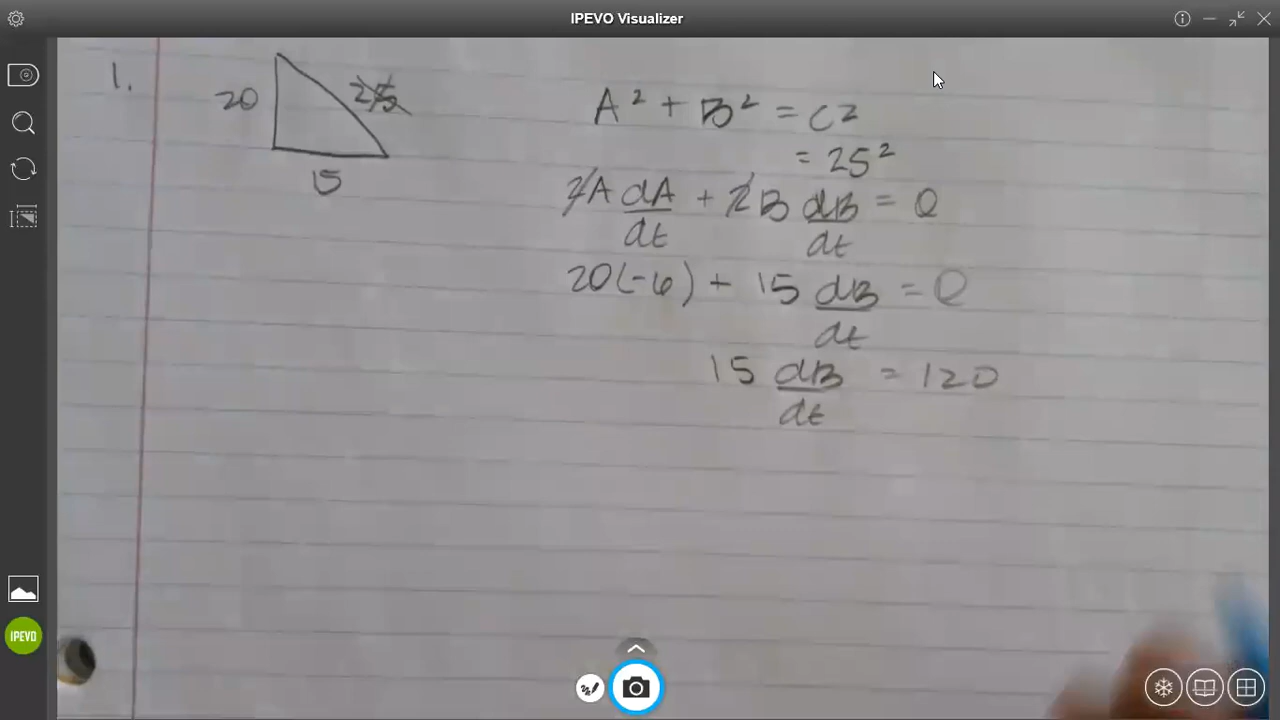 IPEVO Visualizer
1.
20
25
15
A² + B² = C²
= 25²
2A dA/dt + 2B dB/dt = 0
20(-6) + 15 dB/dt = 0
15 dB/dt = 120
IPEVO